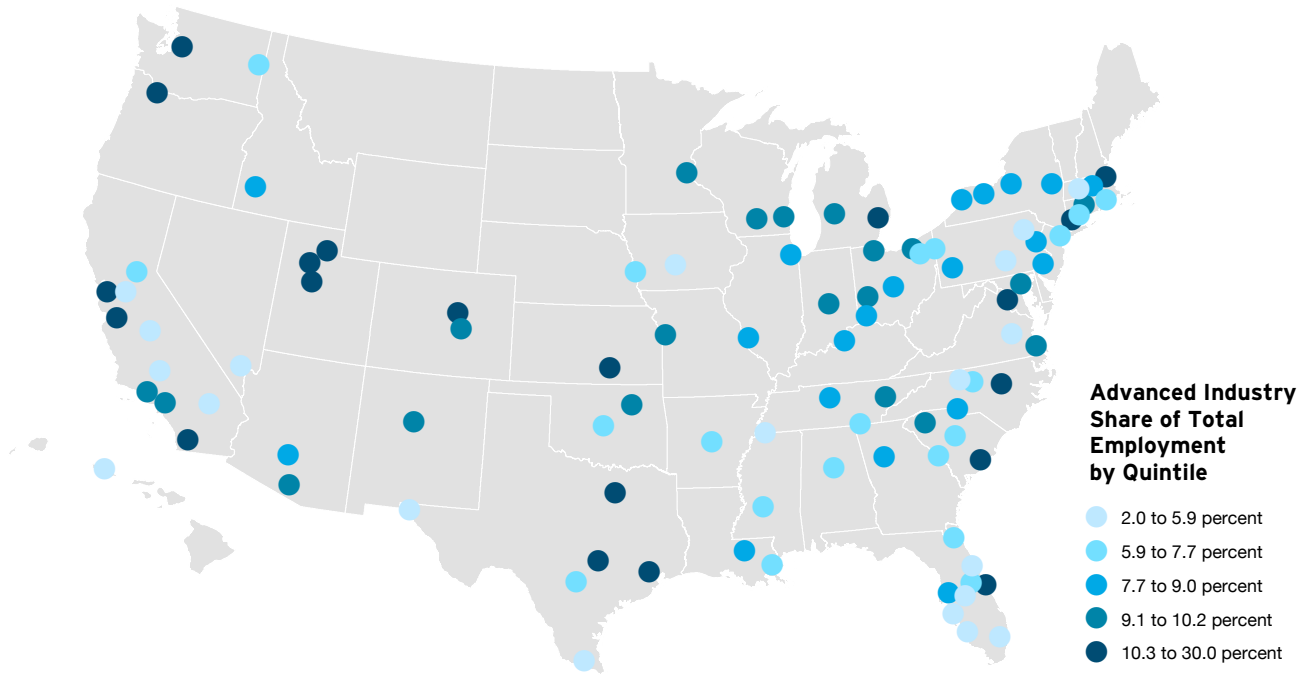 Advanced Industry
Share of Total
Employment
by Quintile
2.0 to 5.9 percent
5.9 to 7.7 percent
7.7 to 9.0 percent
9.1 to 10.2 percent
10.3 to 30.0 percent